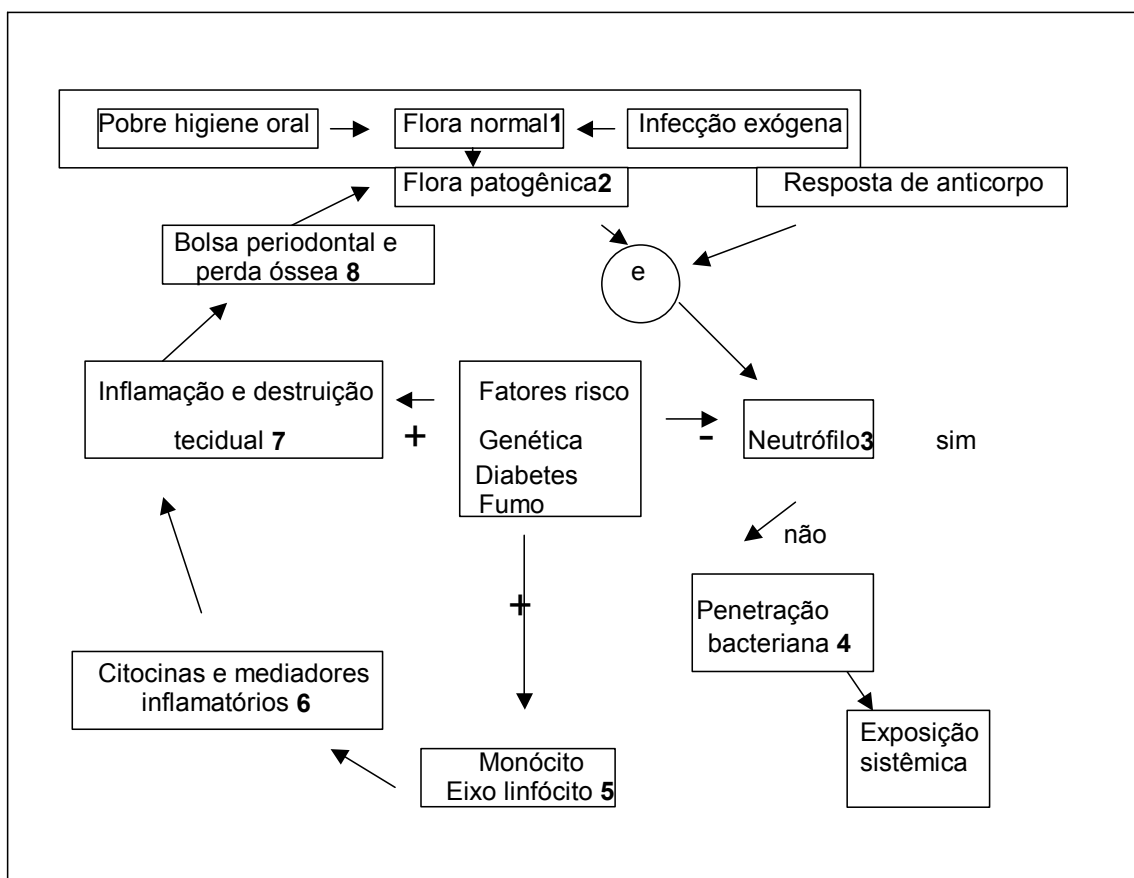 Pobre higiene oral
Flora normal1
Infecção exógena
Flora patogênica2
Resposta de anticorpo
Bolsa periodontal e
perda óssea 8
e
Inflamação e destruição
tecidual 7
+
Fatores risco
Genética
Diabetes
Fumo
-
Neutrófilo3
sim
não
+
Penetração
bacteriana 4
Citocinas e mediadores
inflamatórios 6
Exposição
sistêmica
Monócito
Eixo linfócito 5